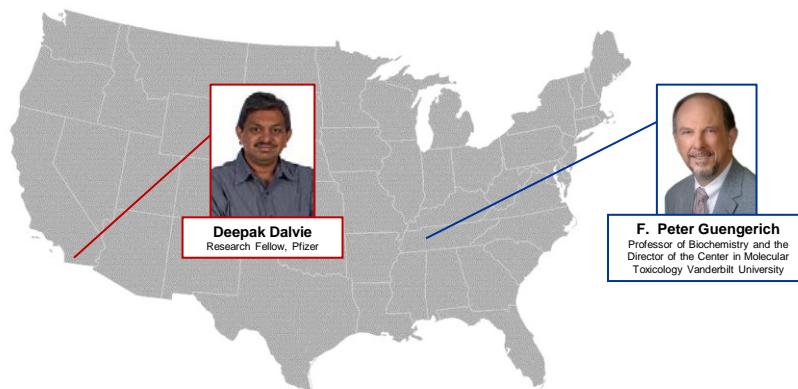 Deepak Dalvie
Research Fellow, Pfizer
F. Peter Guengerich
Professor of Biochemistry and the
Director of the Center in Molecular
Toxicology Vanderbilt University